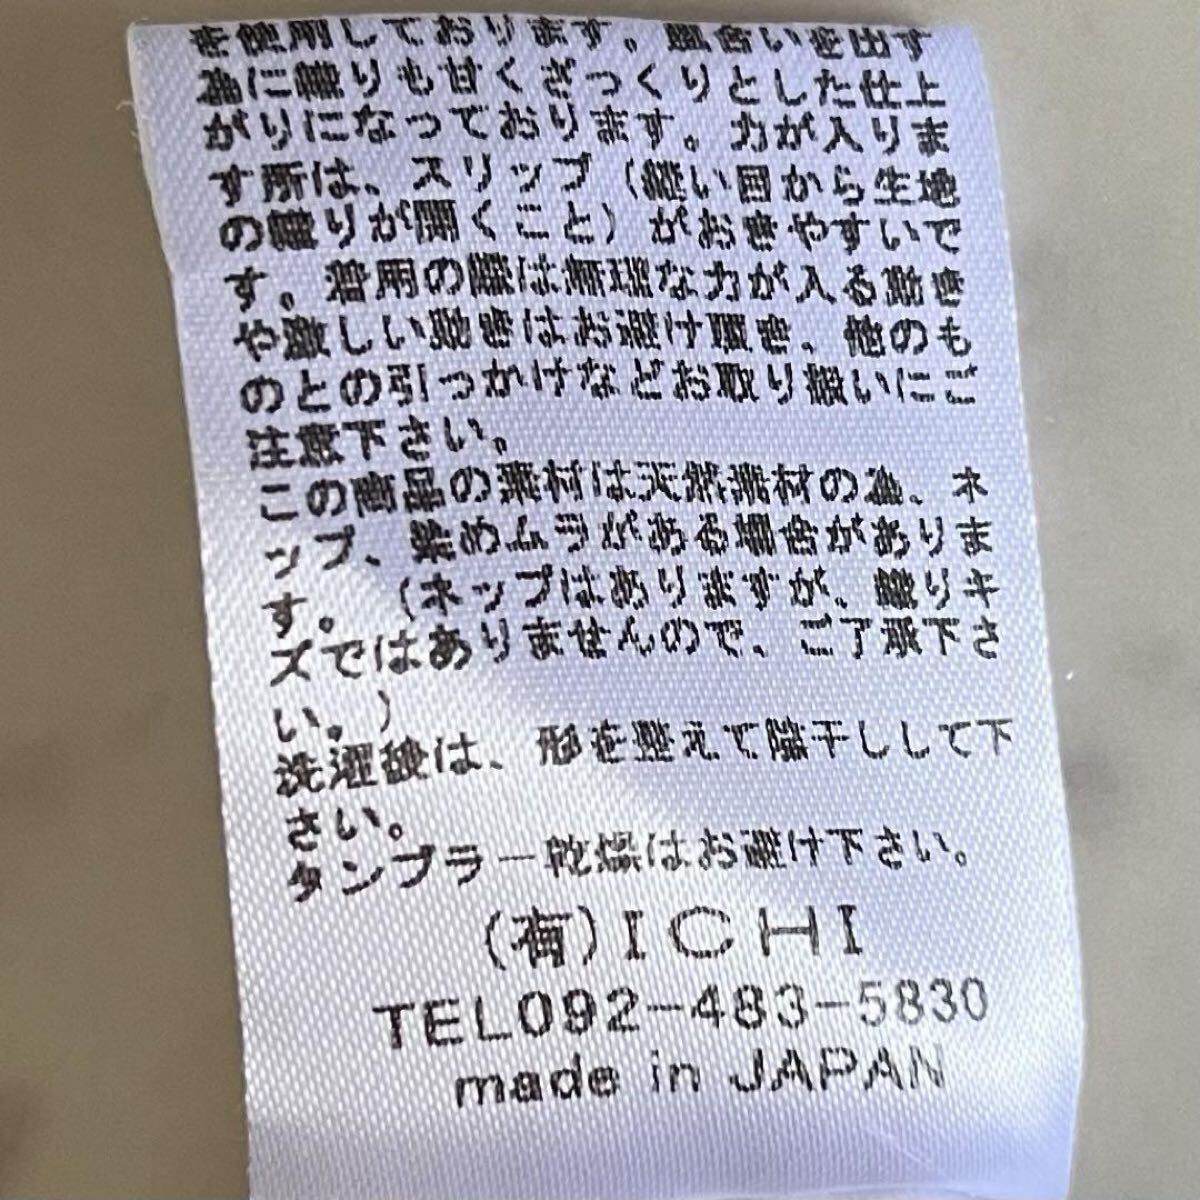 を使用しております。風合いを出す
為に織りも甘くざっくりとした仕上
がりになっております。力が入りま
す所は、スリップ（縫い目から生地
の織りが開くこと）がおきやすいで
す。着用の際は無理な力が入る動き
や激しい動きはお避け頂き、他のも
のとの引っかけなどお取り扱いにご
注意下さい。
この商品の素材は天然素材の為、ネ
ップ、染めムラがある場合がありま
す。（ネップはありますが、織りキ
ズではありませんので、ご了承下さ
い。）
洗濯後は、形を整えて陰干しして下
さい。
タンブラー乾燥はお避け下さい。
(有)ICHI
TEL092-483-5830
made in JAPAN